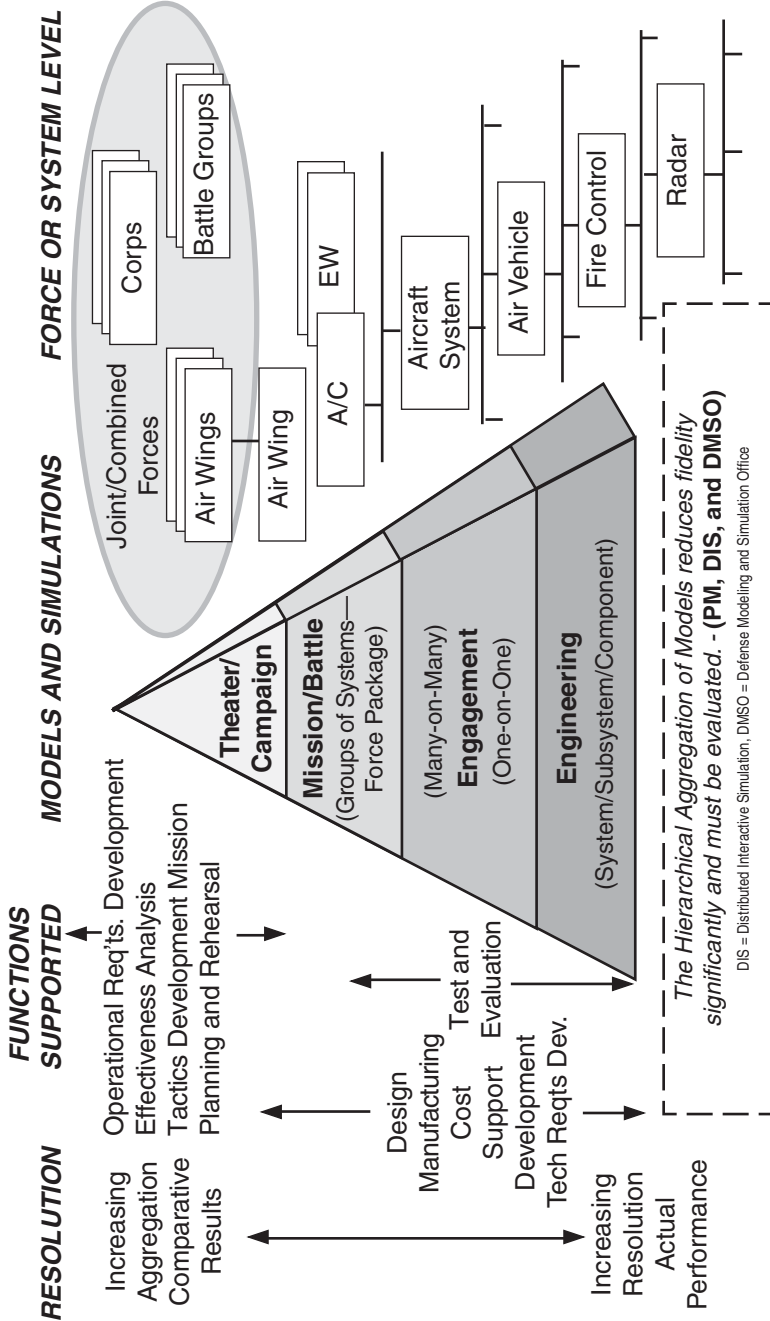 RESOLUTION
FUNCTIONS
SUPPORTED
MODELS AND SIMULATIONS
FORCE OR SYSTEM LEVEL
Increasing
Aggregation
Comparative
Results
Increasing
Resolution
Actual
Performance
Operational Req'ts. Development
Effectiveness Analysis
Tactics Development Mission
Planning and Rehearsal
Design
Manufacturing
Cost
Support
Development
Tech Reqts Dev.
Test and
Evaluation
Theater/
Campaign
Mission/Battle
(Groups of Systems—
Force Package)
(Many-on-Many)
Engagement
(One-on-One)
Engineering
(System/Subsystem/Component)
Joint/Combined
Forces
Corps
Air Wings
Battle Groups
Air Wing
A/C
EW
Aircraft
System
Air Vehicle
Fire Control
Radar
The Hierarchical Aggregation of Models reduces fidelity
significantly and must be evaluated. - (PM, DIS, and DMSO)
DIS = Distributed Interactive Simulation, DMSO = Defense Modeling and Simulation Office